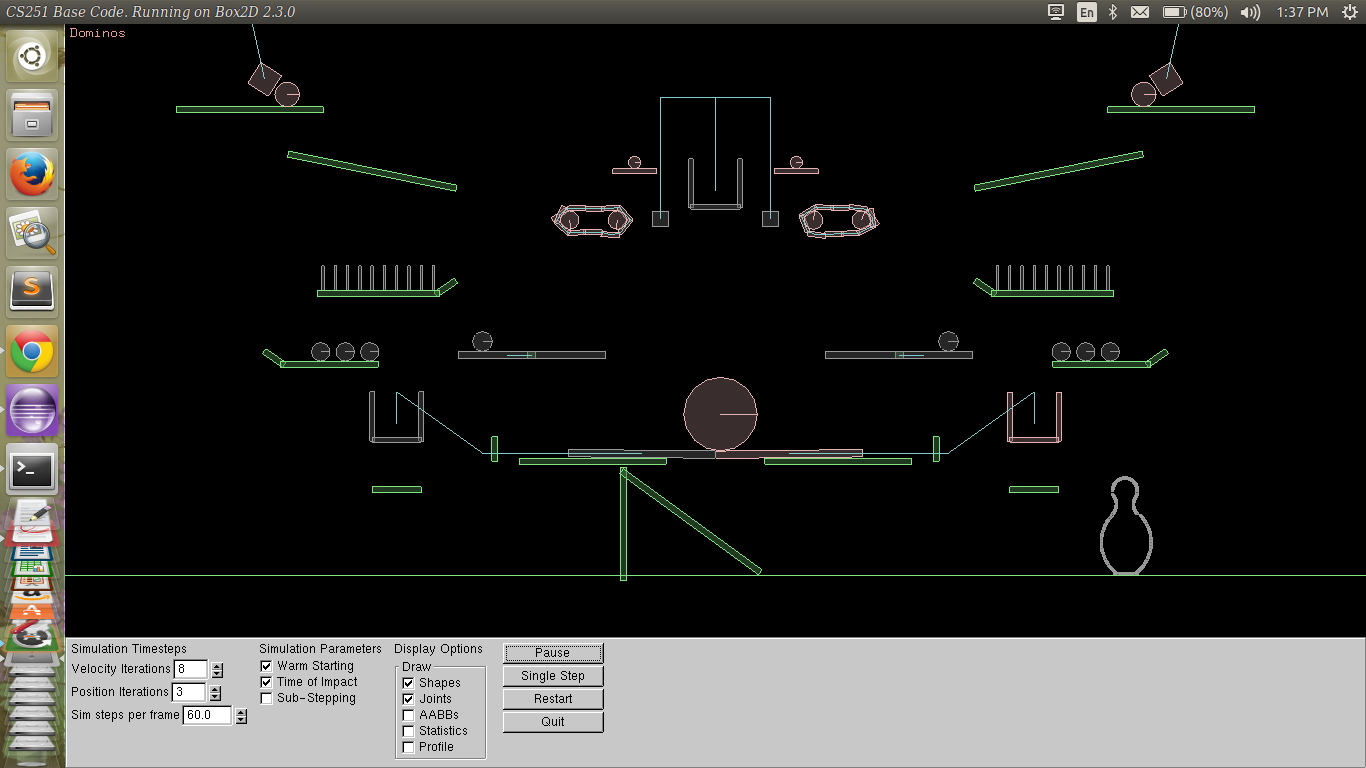 CS251 Base Code. Running on Box2D 2.3.0
En
(80%)
1:37 PM
Dominos
S
>_
a
Simulation Timesteps
Velocity Iterations 8
Position Iterations 3
Sim steps per frame 60.0
Simulation Parameters
Warm Starting
Time of Impact
Sub-Stepping
Display Options
Draw
Shapes
Joints
AABBs
Statistics
Profile
Pause
Single Step
Restart
Quit